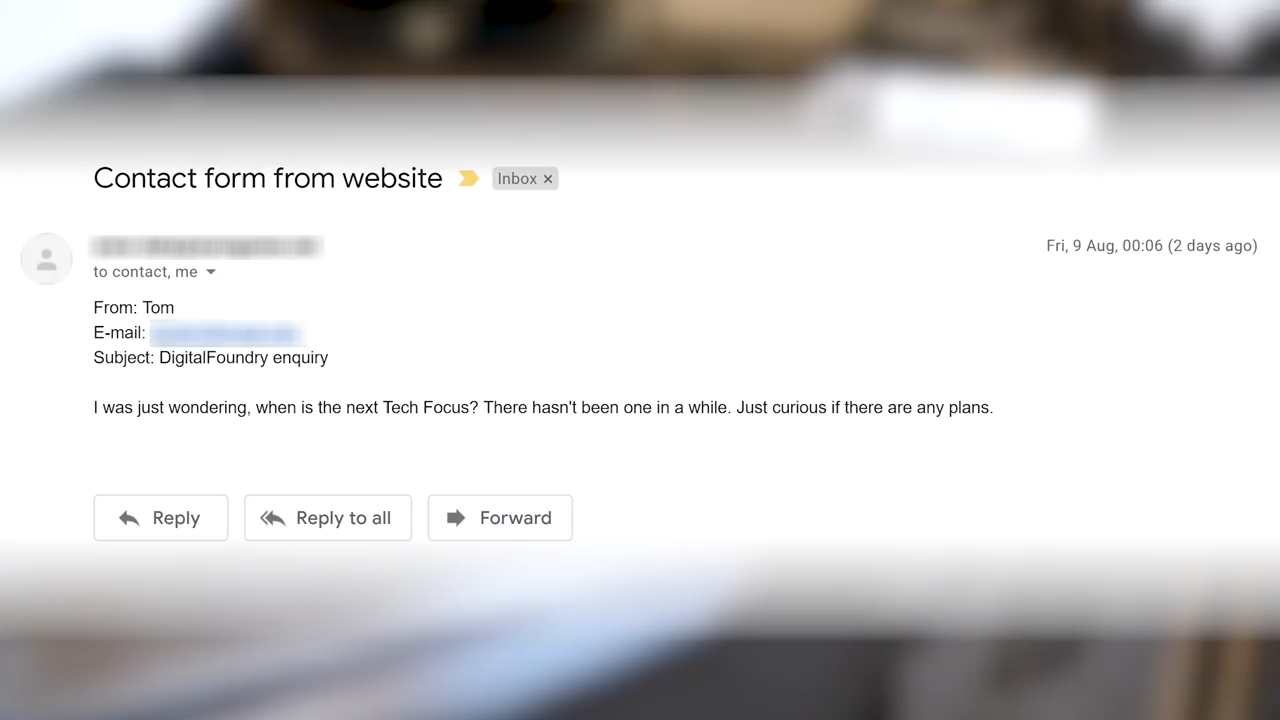 Contact form from website
Inbox ×
Fri, 9 Aug, 00:06 (2 days ago)
to contact, me
From: Tom
E-mail:
Subject: DigitalFoundry enquiry
I was just wondering, when is the next Tech Focus? There hasn't been one in a while. Just curious if there are any plans.
Reply
Reply to all
Forward